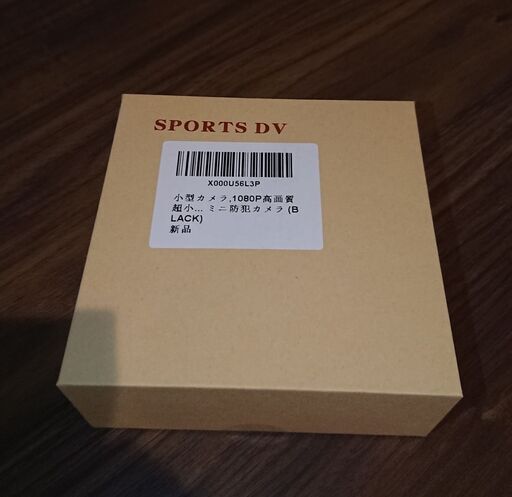 SPORTS DV
X000U56L3P
小型カメラ,1080P高画質
超小... ミニ防犯カメラ (B
LACK)
新品